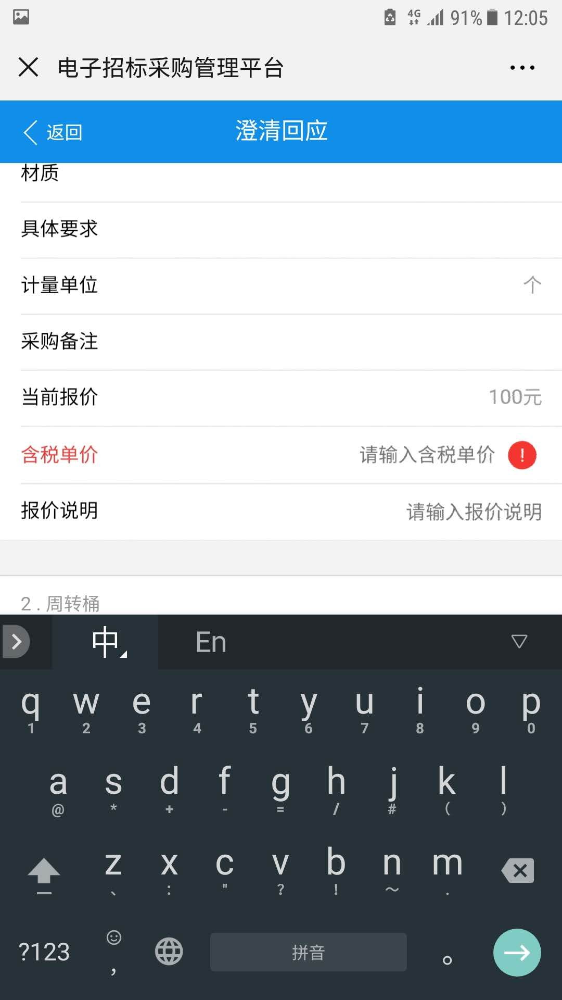 4G 91% 12:05
电子招标采购管理平台
返回 澄清回应
材质
具体要求
计量单位 个
采购备注
当前报价 100元
含税单价 请输入含税单价 !
报价说明 请输入报价说明
2 . 周转桶
中 En
q w e r t y u i o p
1 2 3 4 5 6 7 8 9 0
a s d f g h j k l
@ * + - = / # ( )
z x c v b n m
、 : " ? ! ～ .
?123 , 拼音 。